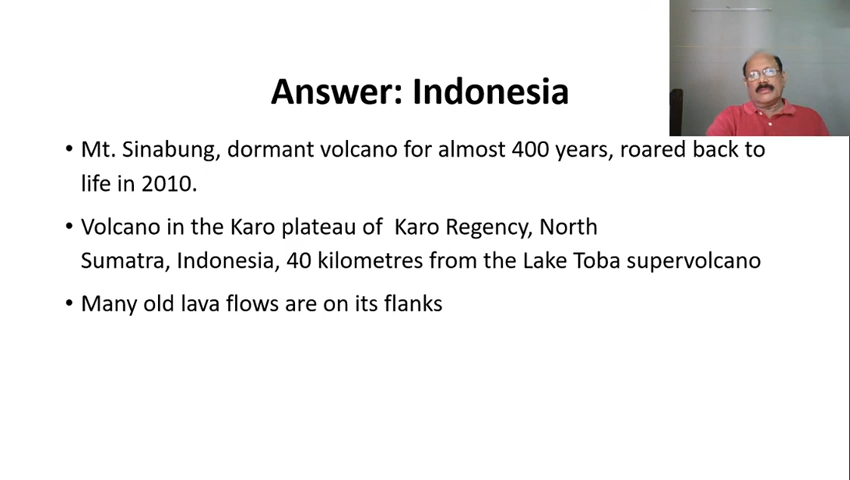 Answer: Indonesia
• Mt. Sinabung, dormant volcano for almost 400 years, roared back to
life in 2010.
• Volcano in the Karo plateau of  Karo Regency, North
Sumatra, Indonesia, 40 kilometres from the Lake Toba supervolcano
• Many old lava flows are on its flanks